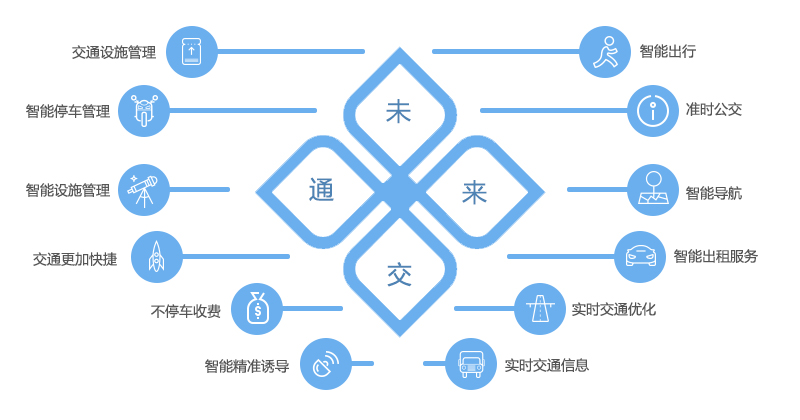 交通设施管理
智能出行
智能停车管理
准时公交
未
智能设施管理
通
来
智能导航
交通更加快捷
智能出租服务
交
不停车收费
实时交通优化
智能精准诱导
实时交通信息